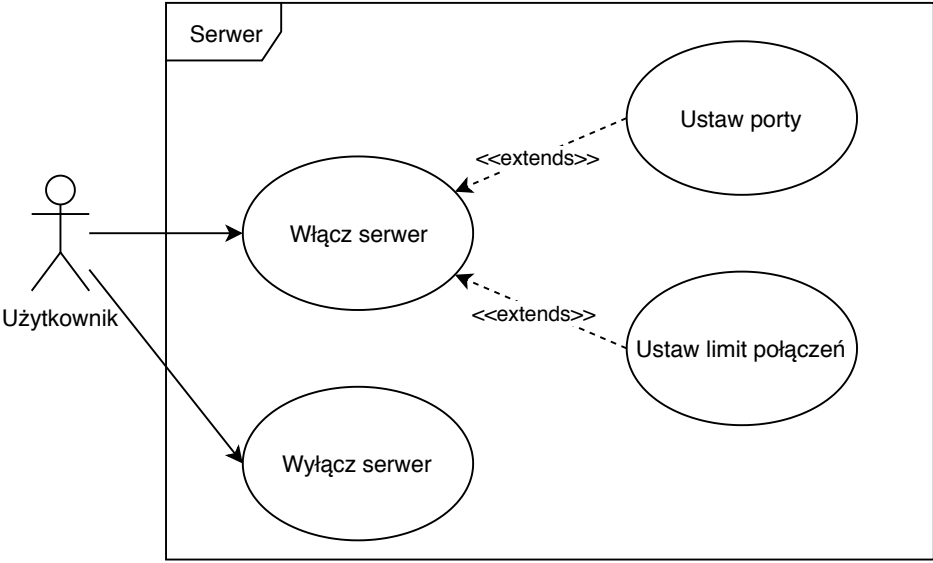 Serwer
Ustaw porty
<<extends>>
Włącz serwer
<<extends>>
Użytkownik
Ustaw limit połączeń
Wyłącz serwer